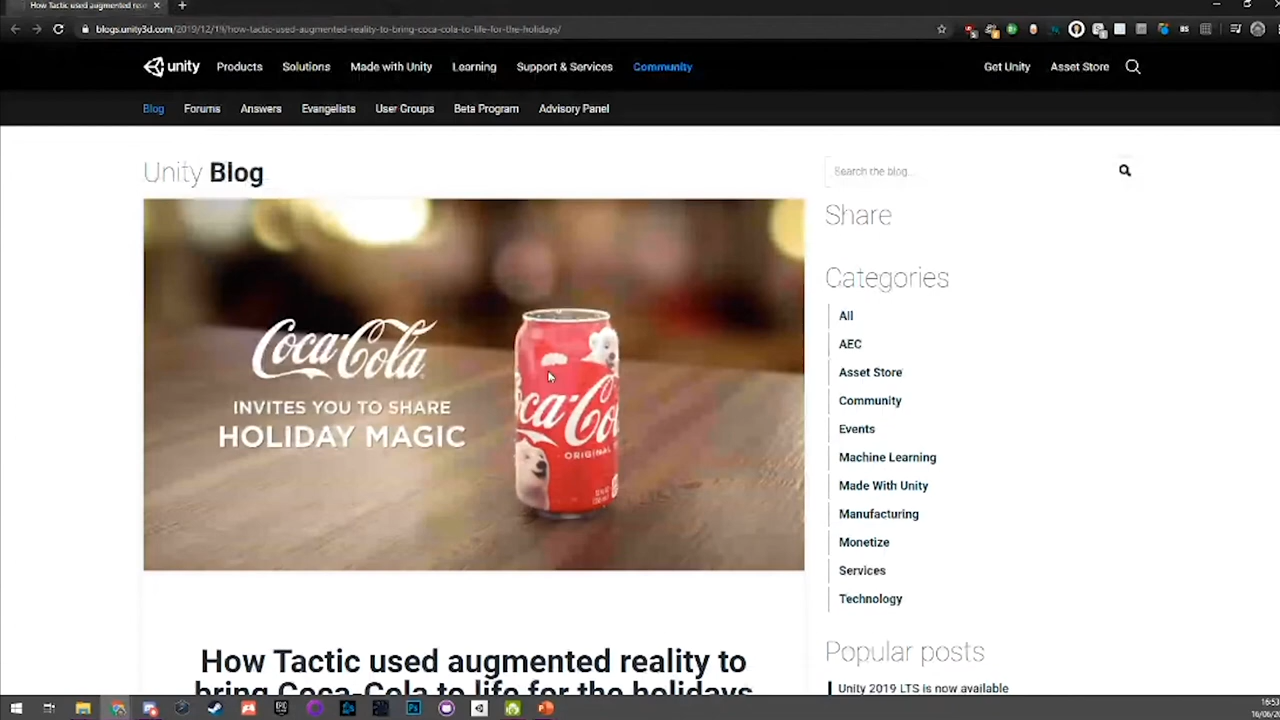 How Tactic used augmented rea
blogs.unity3d.com/2019/12/19/how-tactic-used-augmented-reality-to-bring-coca-cola-to-life-for-the-holidays/
unity Products Solutions Made with Unity Learning Support & Services Community Get Unity Asset Store
Blog Forums Answers Evangelists User Groups Beta Program Advisory Panel
Unity Blog
Search the blog...
Share
Categories
All
AEC
Asset Store
Community
Events
Machine Learning
Made With Unity
Manufacturing
Monetize
Services
Technology
Coca-Cola
INVITES YOU TO SHARE
HOLIDAY MAGIC
oca-Col
ORIGINAL
How Tactic used augmented reality to
bring Coca-Cola to life for the holidays
Popular posts
Unity 2019 LTS is now available
16:53